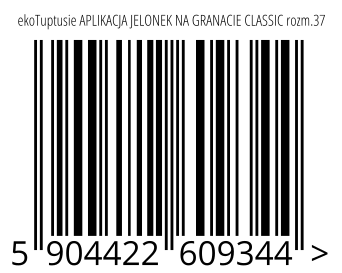 ekoTuptusie APLIKACJA JELONEK NA GRANACIE CLASSIC rozm.37
5 904422 609344 >